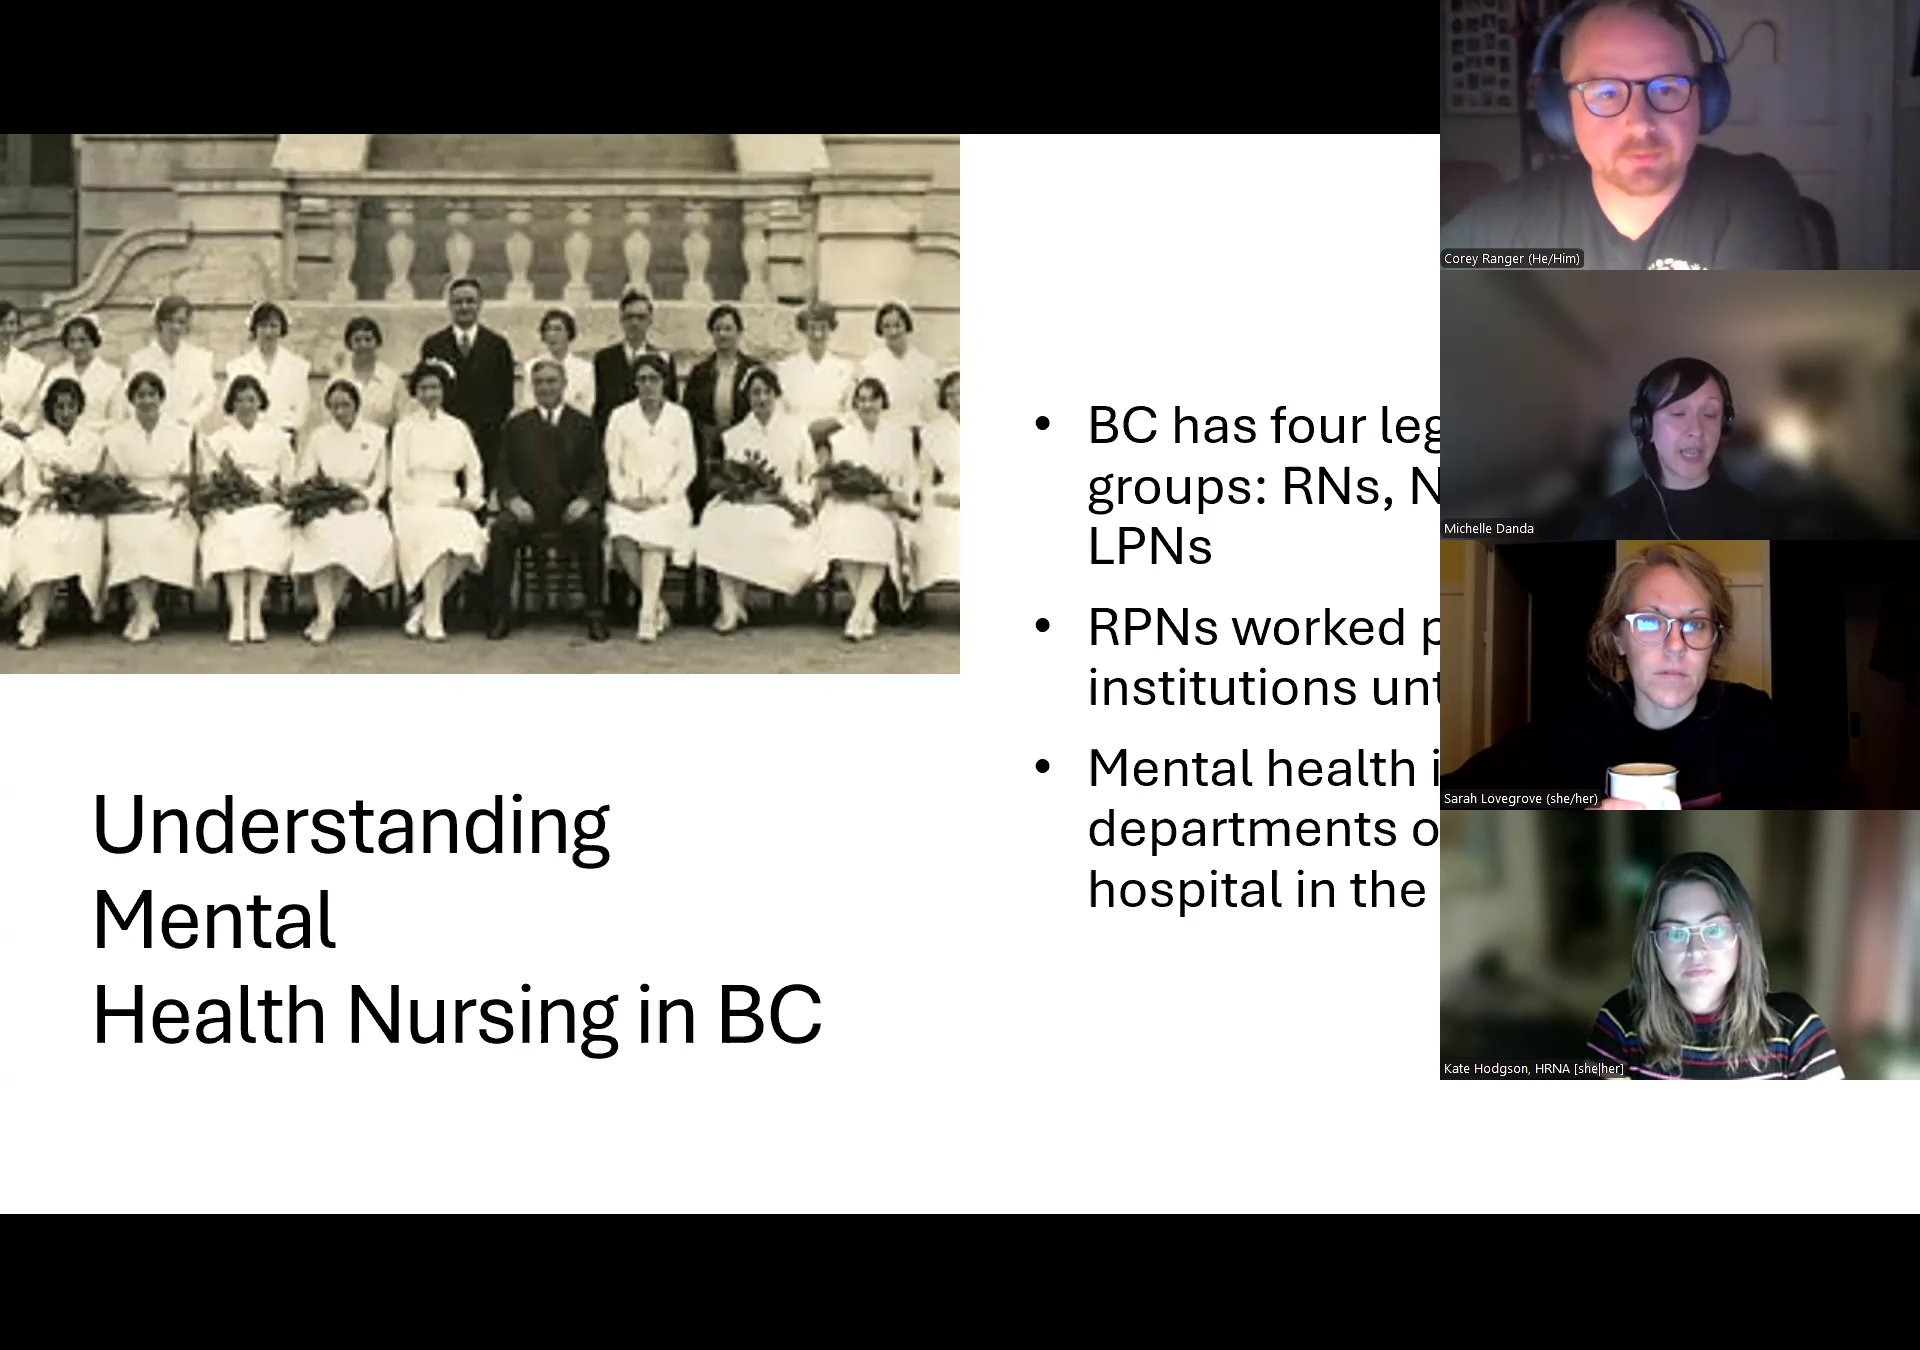 Understanding
Mental
Health Nursing in BC
• BC has four leg
groups: RNs, N
LPNs
• RPNs worked p
institutions unt
• Mental health i
departments o
hospital in the
Corey Ranger (He/Him)
Michelle Danda
Sarah Lovegrove (she/her)
Kate Hodgson, HRNA [she|her]